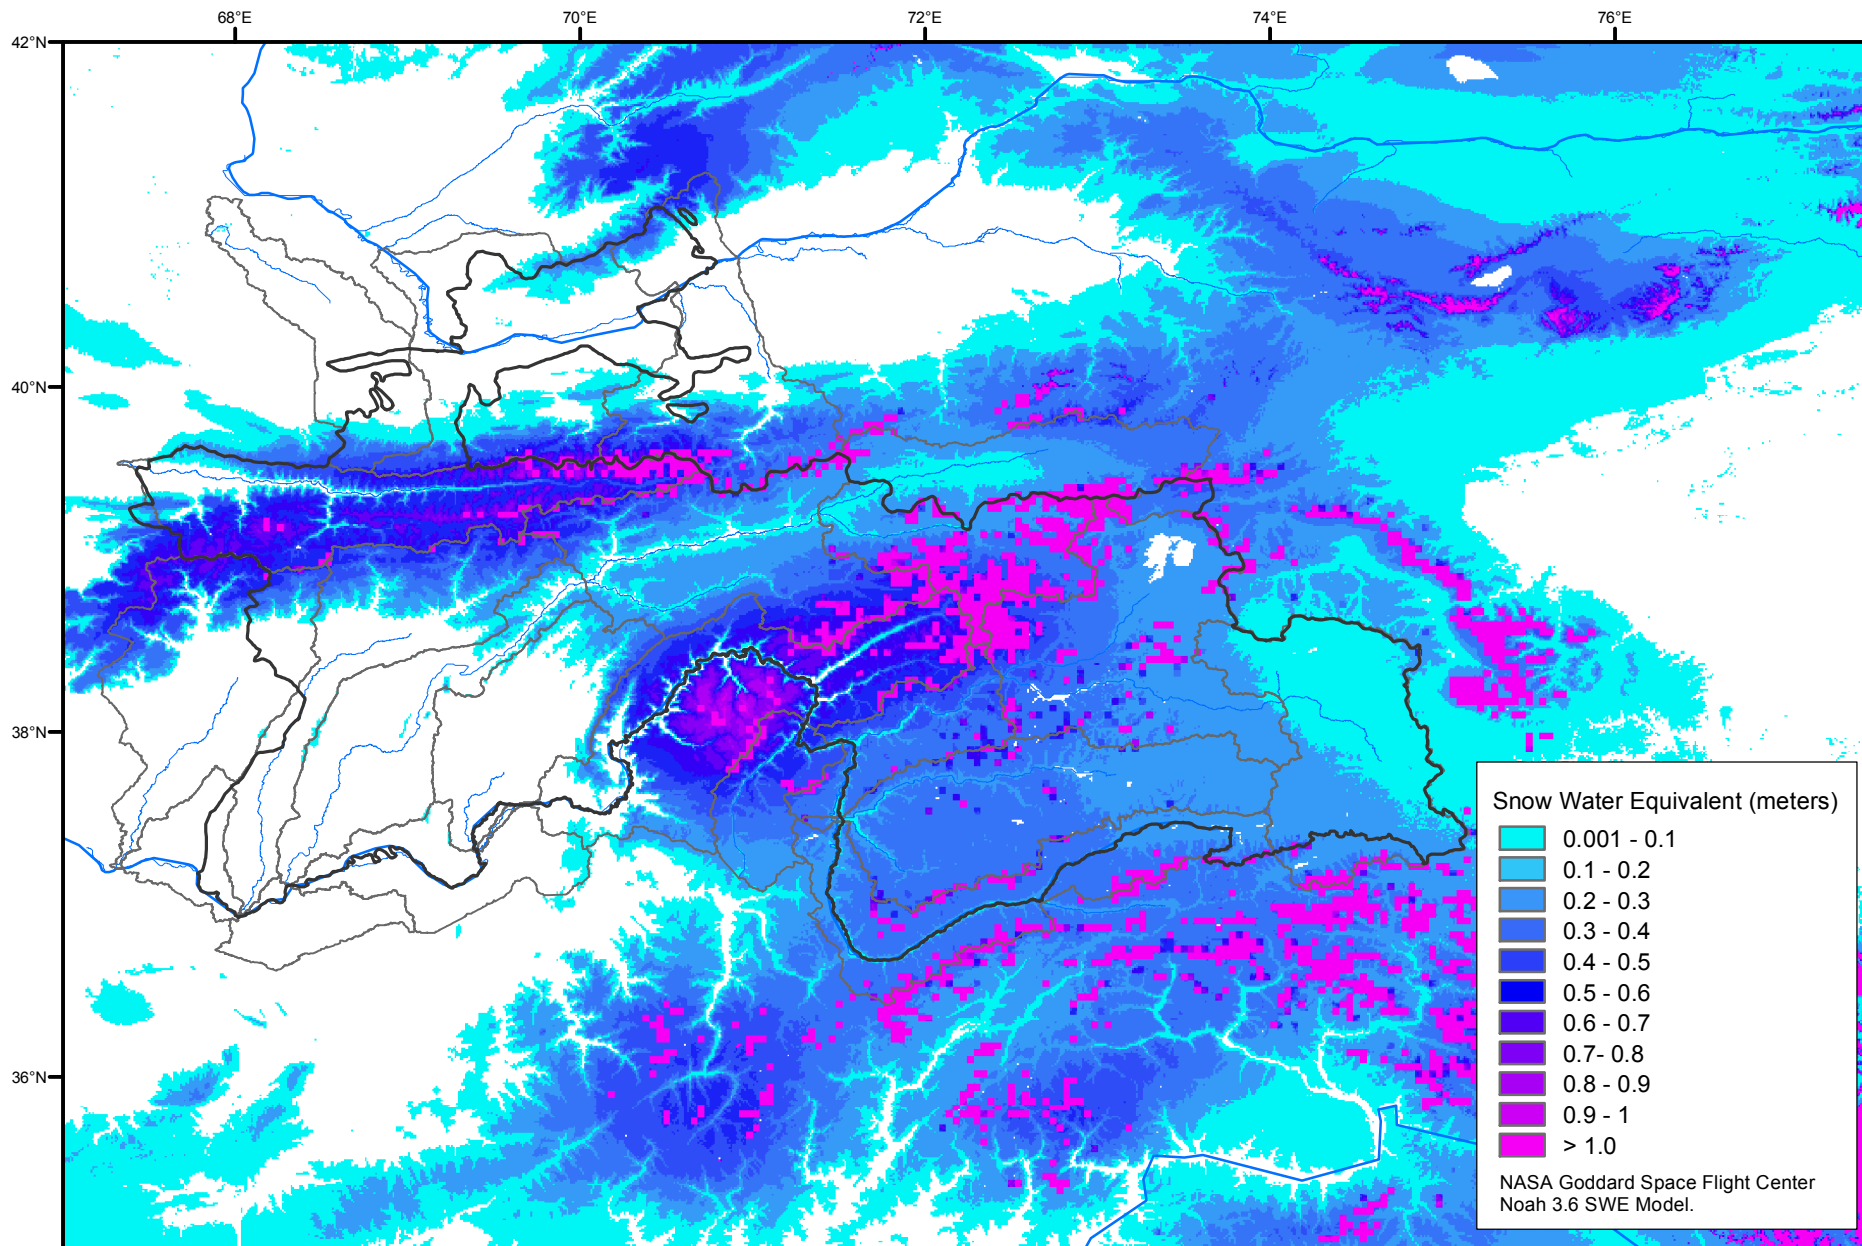 68°E 70°E 72°E 74°E 76°E
42°N
40°N
38°N
36°N
Snow Water Equivalent (meters)
0.001 - 0.1
0.1 - 0.2
0.2 - 0.3
0.3 - 0.4
0.4 - 0.5
0.5 - 0.6
0.6 - 0.7
0.7- 0.8
0.8 - 0.9
0.9 - 1
> 1.0
NASA Goddard Space Flight Center
Noah 3.6 SWE Model.